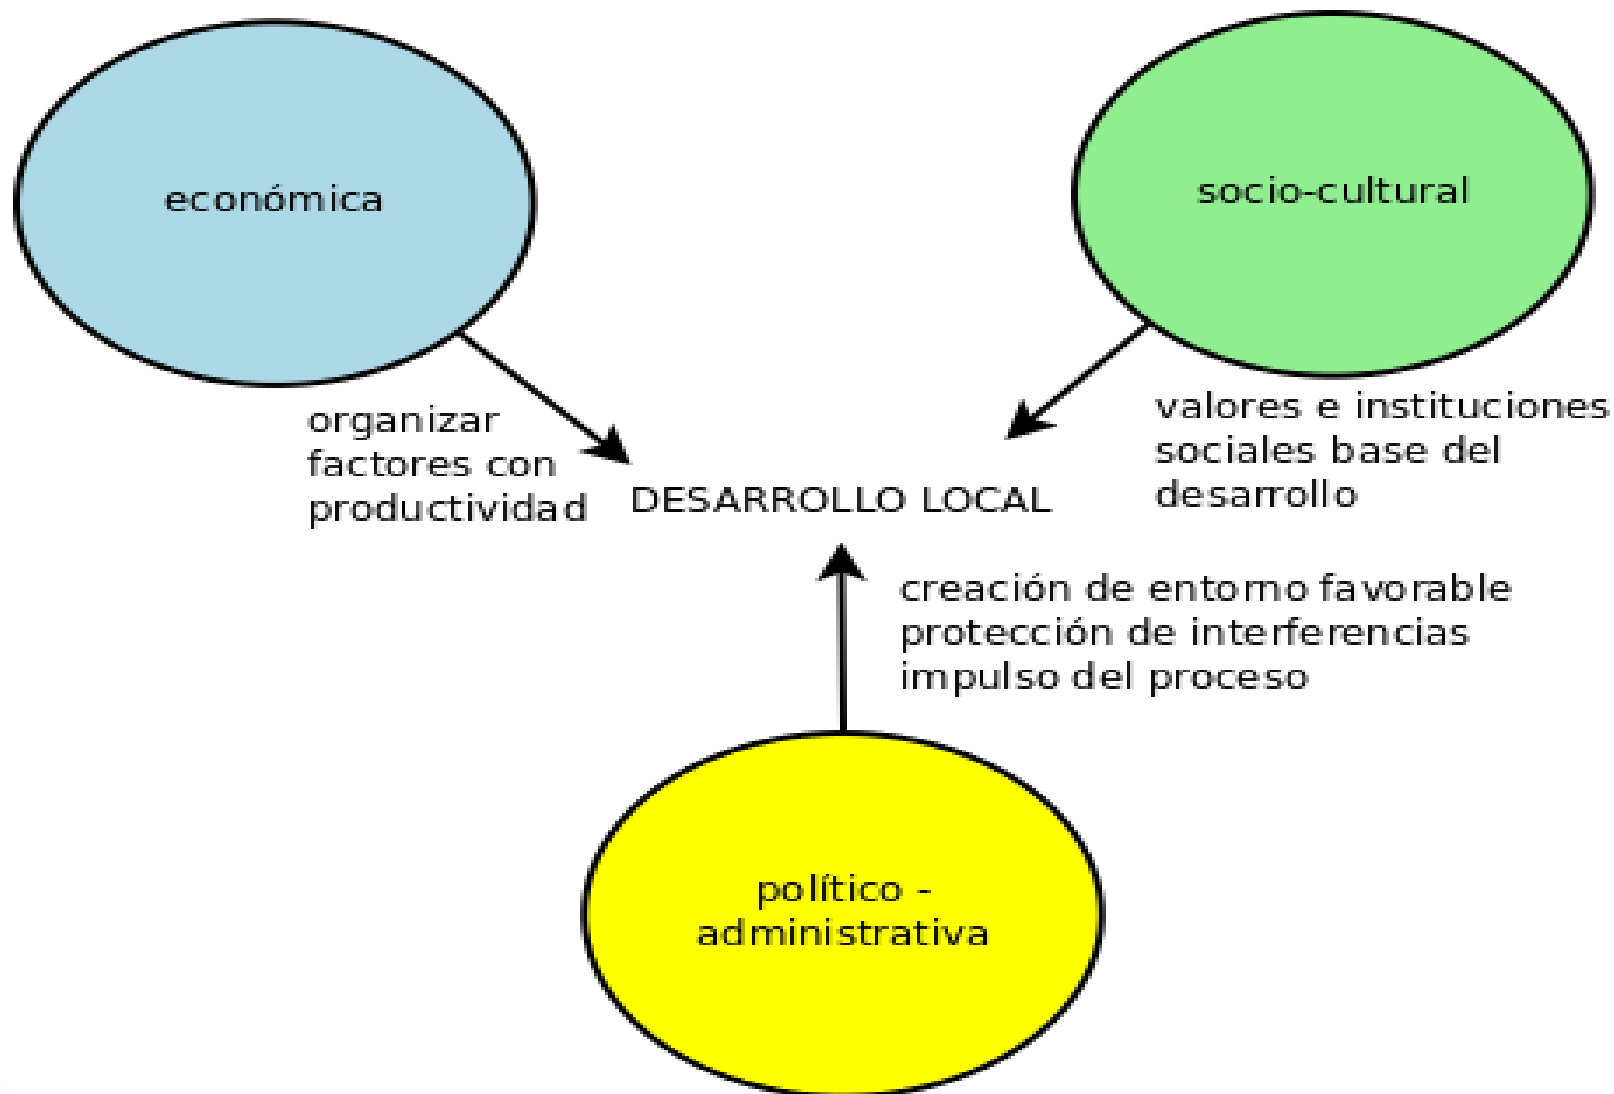 económica
socio-cultural
organizar
factores con
productividad
valores e instituciones
sociales base del
desarrollo
DESARROLLO LOCAL
creación de entorno favorable
protección de interferencias
impulso del proceso
político -
administrativa